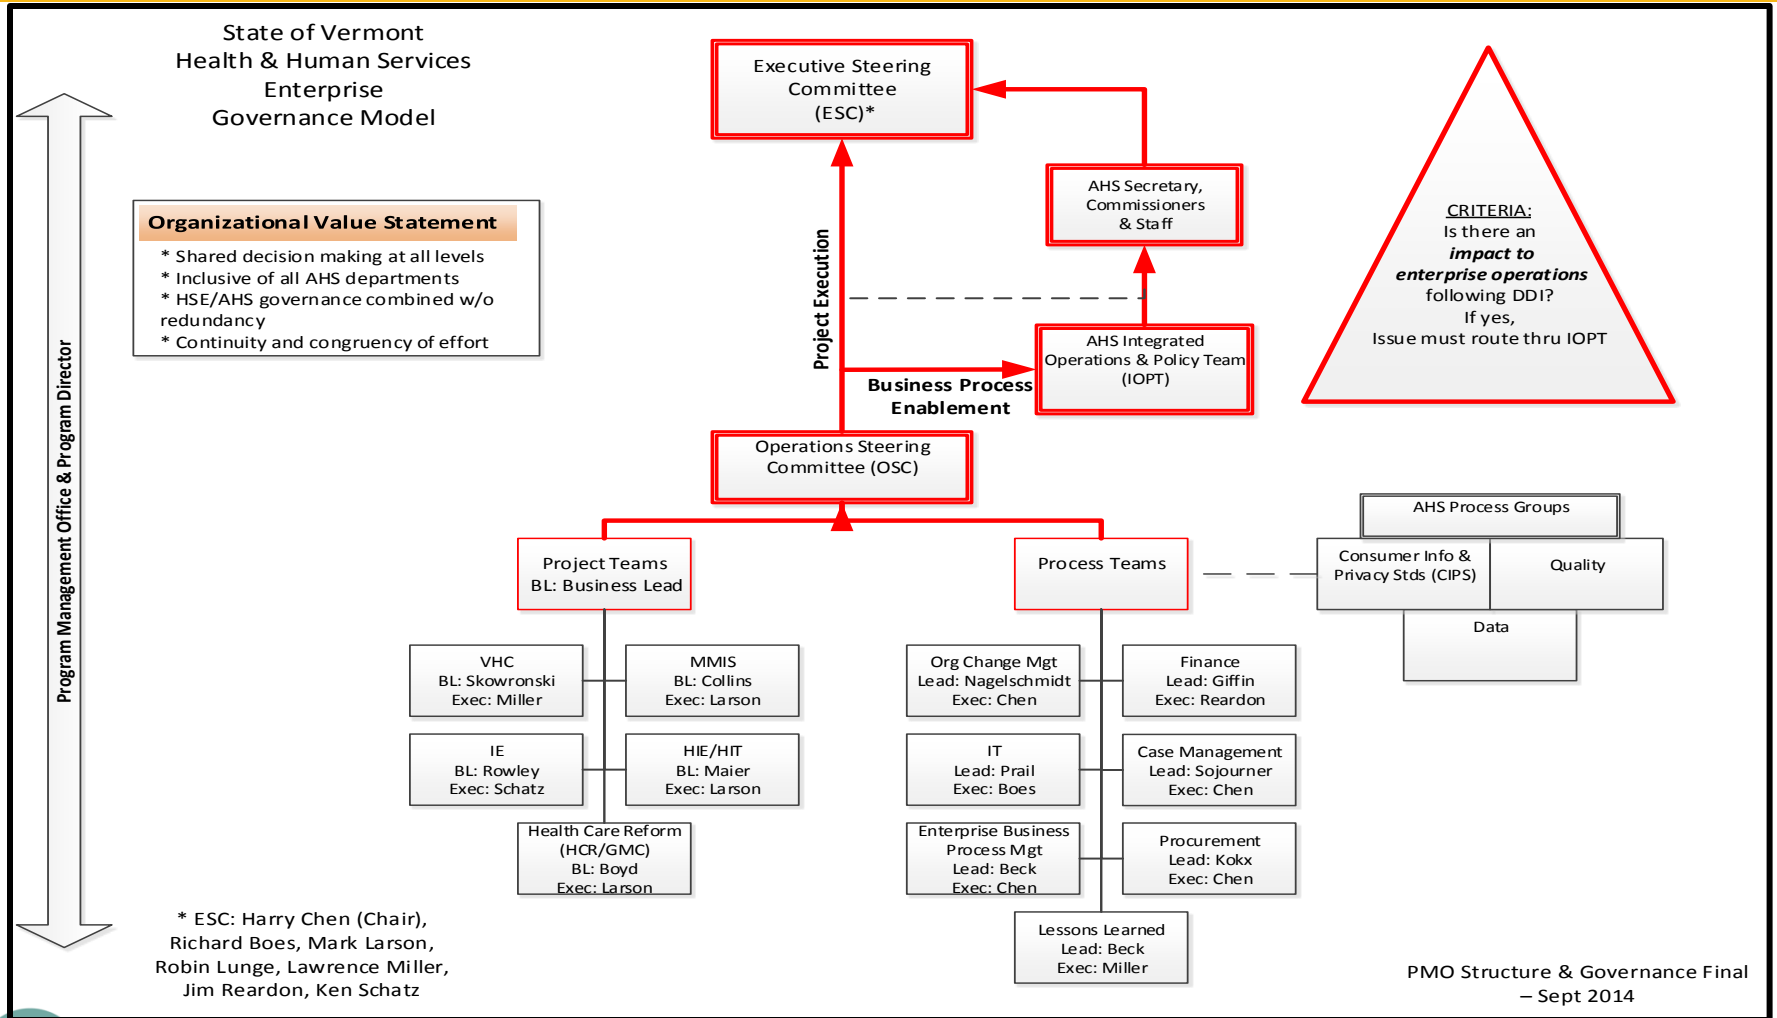 State of Vermont
Health & Human Services
Enterprise
Governance Model
Program Management Office & Program Director
Organizational Value Statement
* Shared decision making at all levels
* Inclusive of all AHS departments
* HSE/AHS governance combined w/o
redundancy
* Continuity and congruency of effort
Executive Steering
Committee
(ESC)*
AHS Secretary,
Commissioners
& Staff
Project Execution
AHS Integrated
Operations & Policy Team
(IOPT)
Business Process
Enablement
CRITERIA:
Is there an
impact to
enterprise operations
following DDI?
If yes,
Issue must route thru IOPT
Operations Steering
Committee (OSC)
Project Teams
BL: Business Lead
Process Teams
AHS Process Groups
Consumer Info &
Privacy Stds (CIPS)
Quality
Data
VHC
BL: Skowronski
Exec: Miller
MMIS
BL: Collins
Exec: Larson
IE
BL: Rowley
Exec: Schatz
HIE/HIT
BL: Maier
Exec: Larson
Health Care Reform
(HCR/GMC)
BL: Boyd
Exec: Larson
Org Change Mgt
Lead: Nagelschmidt
Exec: Chen
Finance
Lead: Giffin
Exec: Reardon
IT
Lead: Prail
Exec: Boes
Case Management
Lead: Sojourner
Exec: Chen
Enterprise Business
Process Mgt
Lead: Beck
Exec: Chen
Procurement
Lead: Kokx
Exec: Chen
Lessons Learned
Lead: Beck
Exec: Miller
* ESC: Harry Chen (Chair),
Richard Boes, Mark Larson,
Robin Lunge, Lawrence Miller,
Jim Reardon, Ken Schatz
PMO Structure & Governance Final
– Sept 2014